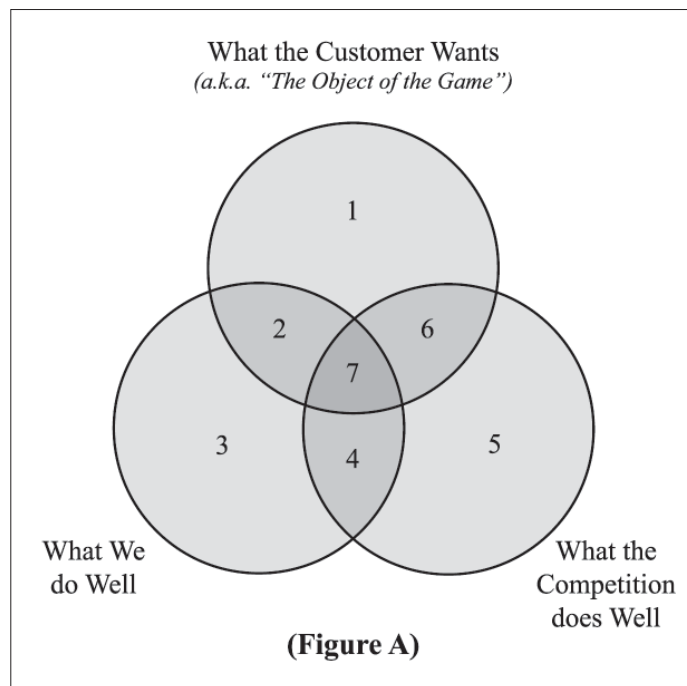 What the Customer Wants
(a.k.a. “The Object of the Game”)
1
2
6
7
3
4
5
What We
do Well
What the
Competition
does Well
(Figure A)